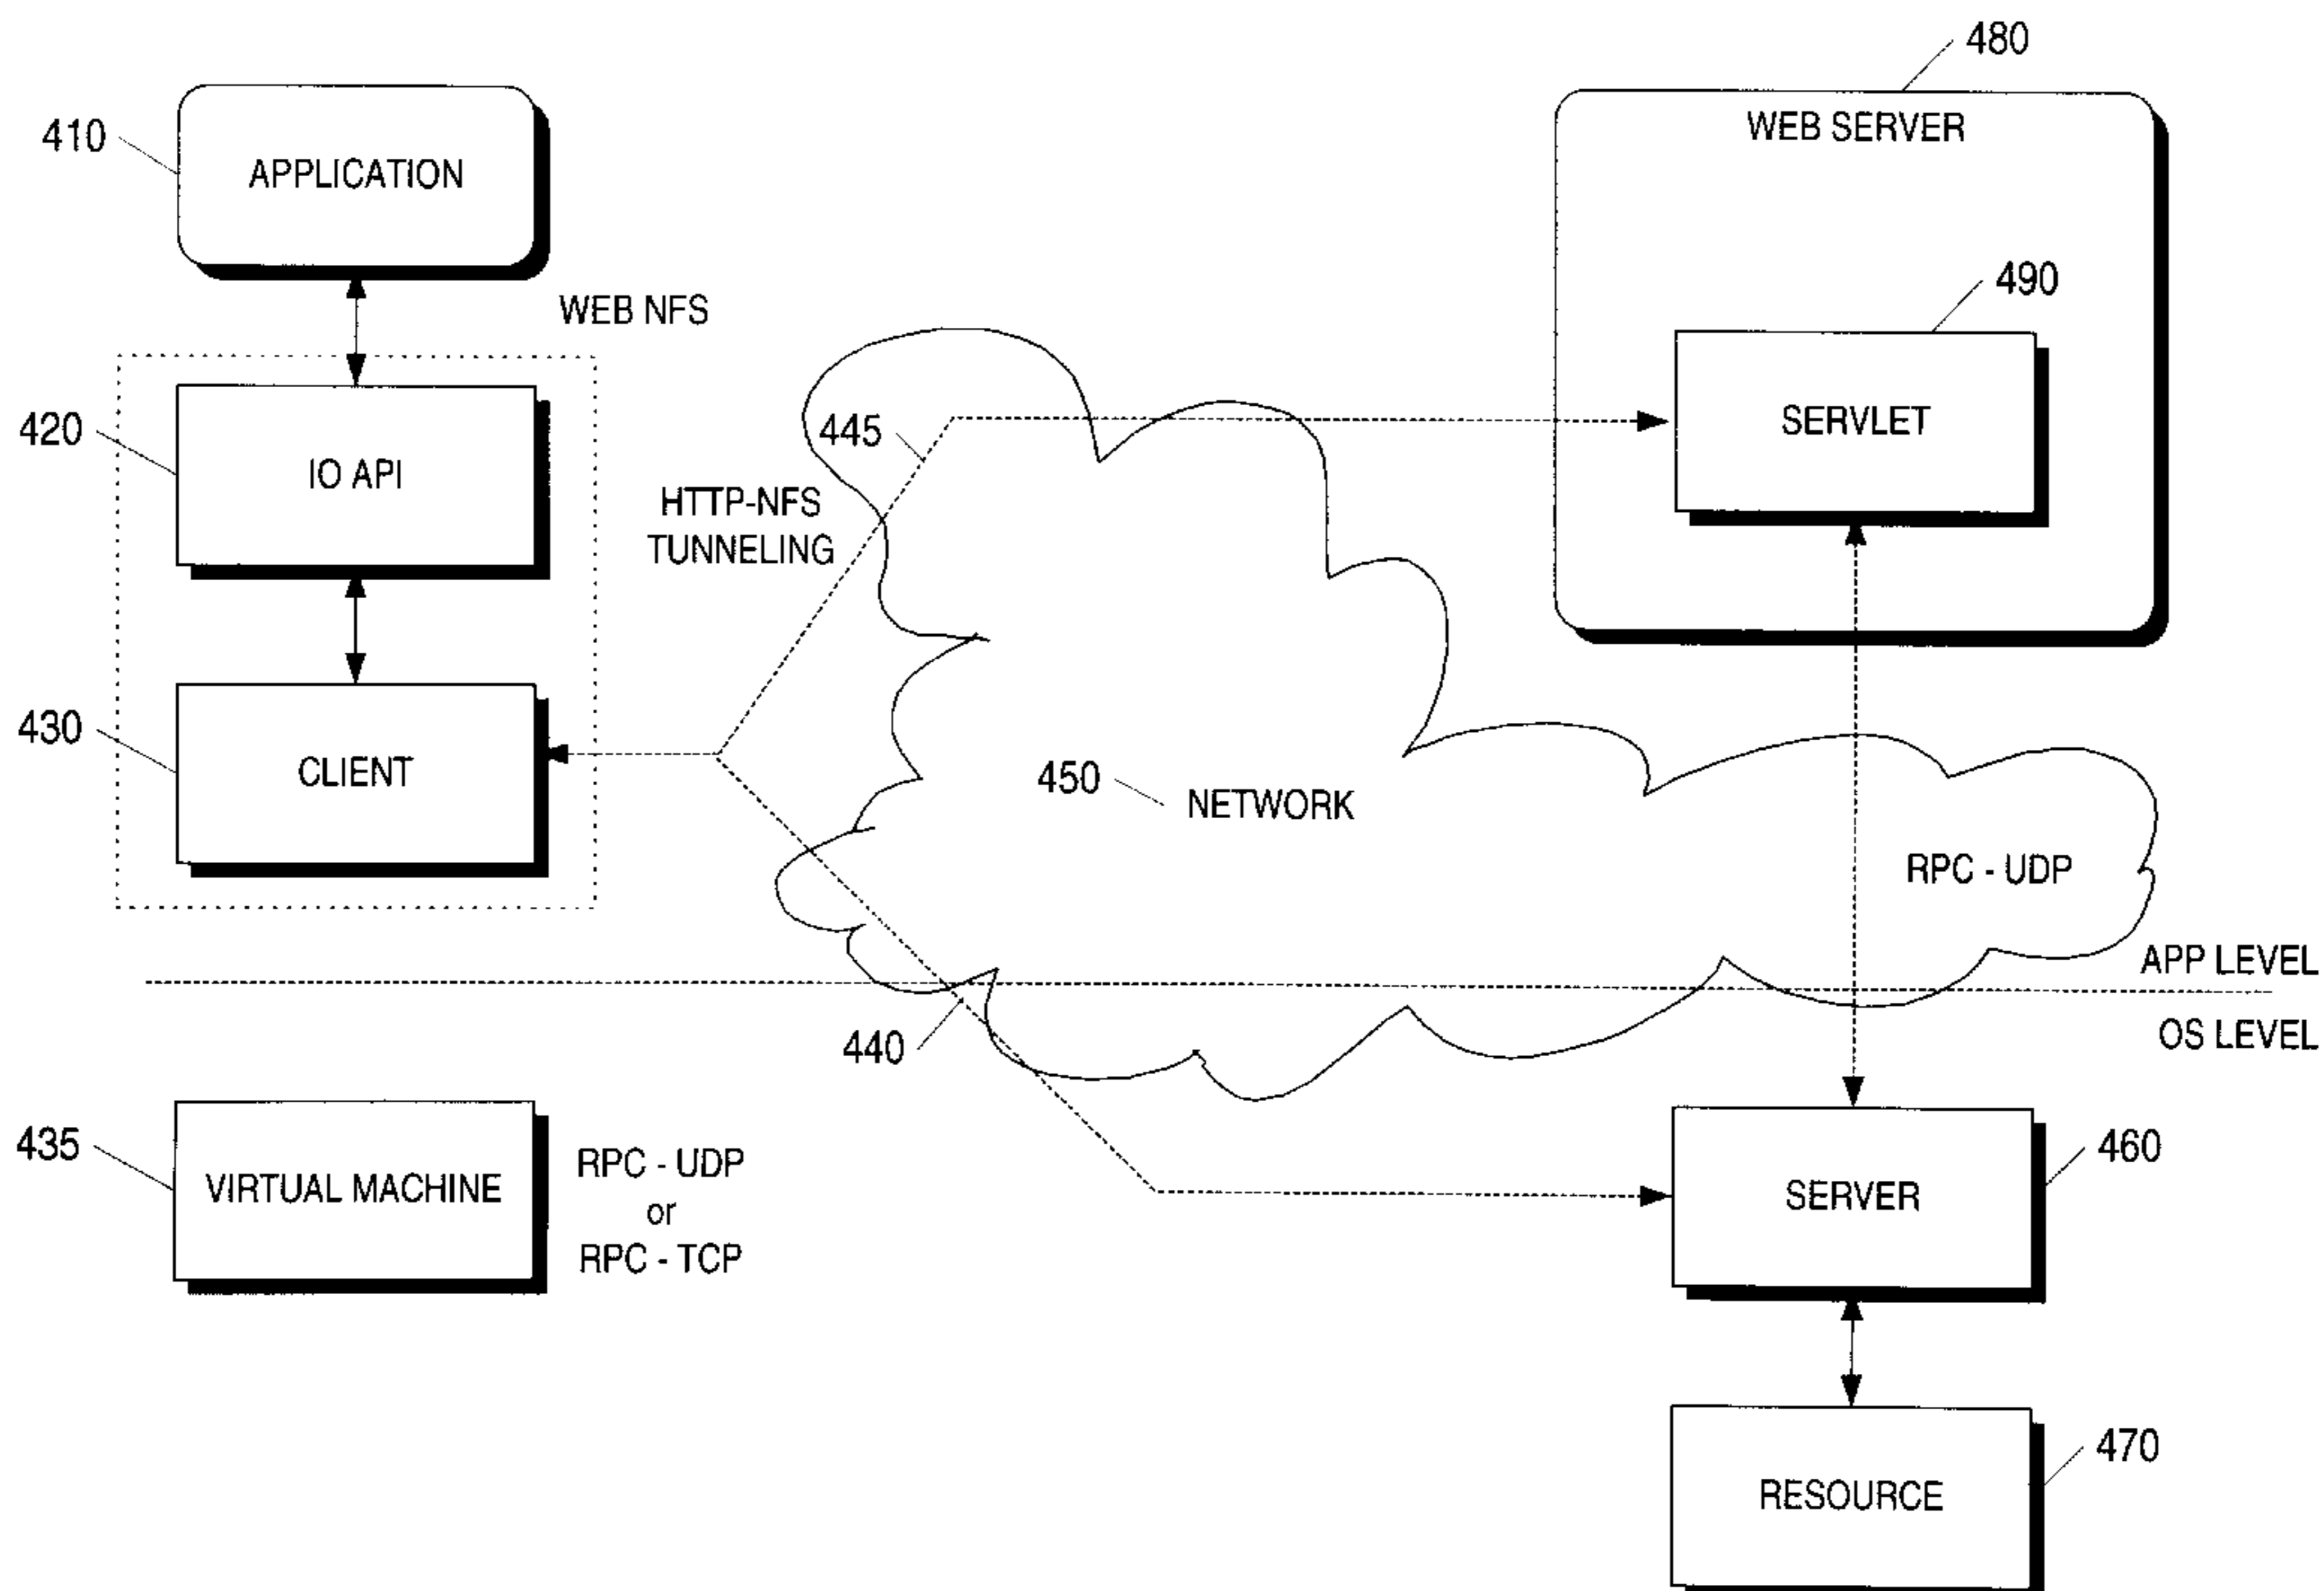 480
WEB SERVER
410
APPLICATION
WEB NFS
490
SERVLET
420
IO API
445
HTTP-NFS
TUNNELING
430
CLIENT
450
NETWORK
RPC - UDP
APP LEVEL
OS LEVEL
440
435
VIRTUAL MACHINE
RPC - UDP
or
RPC - TCP
460
SERVER
470
RESOURCE